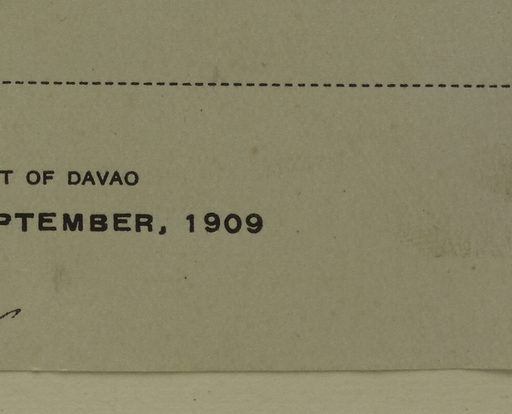 T OF DAVAO
PTEMBER, 1909